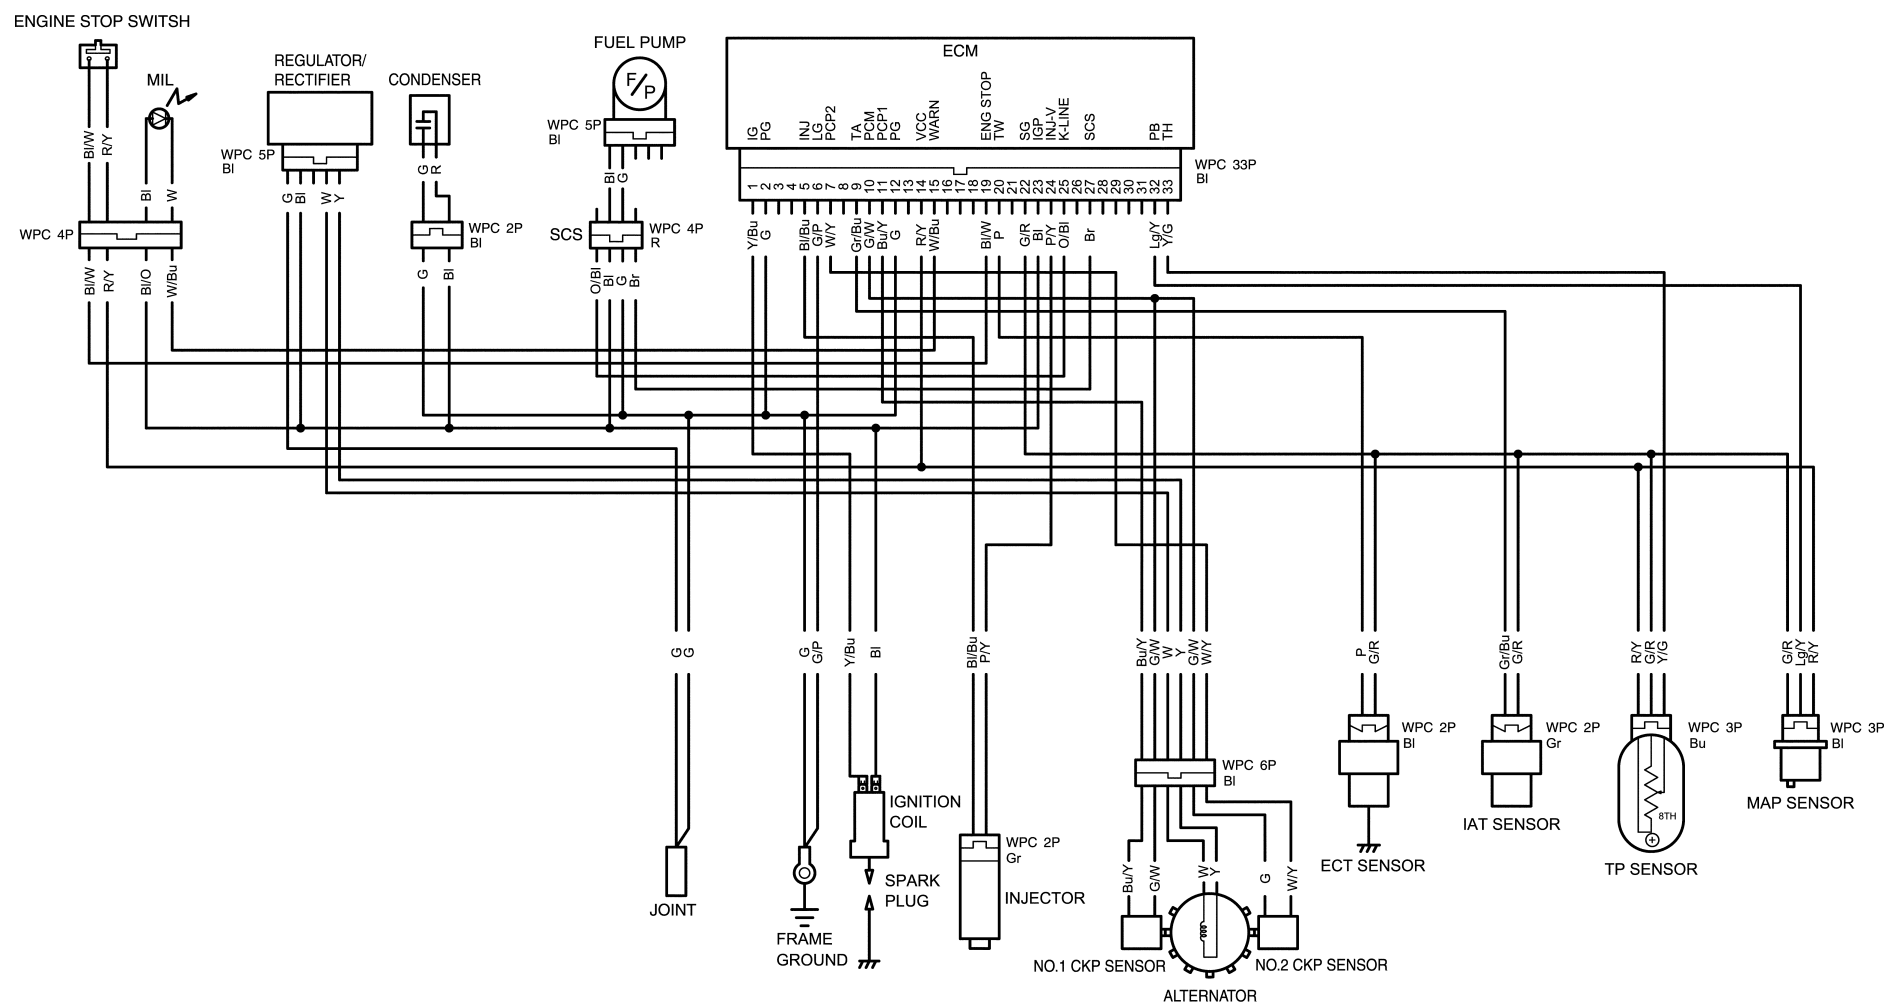 ENGINE STOP SWITSH
MIL
REGULATOR/
RECTIFIER
CONDENSER
FUEL PUMP
F/P
ECM
IG
PG
INJ
LG
PCP2
TA
PCM
PCP1
PG
VCC
WARN
ENG STOP
TW
SG
IGP
INJ-V
K-LINE
SCS
PB
TH
WPC 33P
Bl
1
2
3
4
5
6
7
8
9
10
11
12
13
14
15
16
17
18
19
20
21
22
23
24
25
26
27
28
29
30
31
32
33
Y/Bu
G
Bl/Bu
G/P
W/Y
Gr/Bu
G/W
Bu/Y
G
R/Y
W/Bu
Bl/W
P
G/R
Bl
P/Y
O/Bl
Br
Lg/Y
Y/G
Bl/W
R/Y
Bl
W
WPC 4P
Bl/W
R/Y
Bl/O
W/Bu
WPC 5P
Bl
G
Bl
W
Y
G
R
WPC 2P
Bl
G
Bl
WPC 5P
Bl
Bl
G
SCS
WPC 4P
R
O/Bl
Bl
G
Br
G
G
G
G/P
Y/Bu
Bl
Bl/Bu
P/Y
Bu/Y
G/W
W
Y
G/W
W/Y
P
G/R
Gr/Bu
G/R
R/Y
G/R
Y/G
G/R
Lg/Y
R/Y
JOINT
FRAME
GROUND
IGNITION
COIL
SPARK
PLUG
WPC 2P
Gr
INJECTOR
WPC 6P
Bl
Bu/Y
G/W
W
Y
G
W/Y
NO.1 CKP SENSOR
NO.2 CKP SENSOR
ALTERNATOR
WPC 2P
Bl
ECT SENSOR
WPC 2P
Gr
IAT SENSOR
WPC 3P
Bu
8TH
TP SENSOR
WPC 3P
Bl
MAP SENSOR